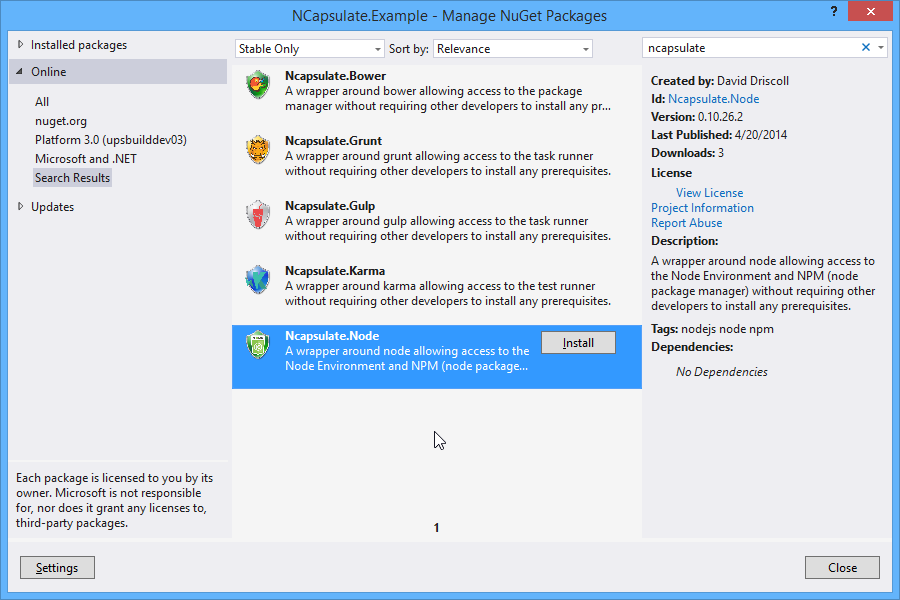 NCapsulate.Example - Manage NuGet Packages
?
Installed packages
Online
All
nuget.org
Platform 3.0 (upsbuilddev03)
Microsoft and .NET
Search Results
Updates
Each package is licensed to you by its
owner. Microsoft is not responsible
for, nor does it grant any licenses to,
third-party packages.
Stable Only
Sort by:
Relevance
Ncapsulate.Bower
A wrapper around bower allowing access to the package
manager without requiring other developers to install any pr...
Ncapsulate.Grunt
A wrapper around grunt allowing access to the task runner
without requiring other developers to install any prerequisites.
Ncapsulate.Gulp
A wrapper around gulp allowing access to the task runner
without requiring other developers to install any prerequisites.
Ncapsulate.Karma
A wrapper around karma allowing access to the test runner
without requiring other developers to install any prerequisites.
Ncapsulate.Node
A wrapper around node allowing access to the
Node Environment and NPM (node package...
Install
1
ncapsulate
Created by: David Driscoll
Id: Ncapsulate.Node
Version: 0.10.26.2
Last Published: 4/20/2014
Downloads: 3
License
View License
Project Information
Report Abuse
Description:
A wrapper around node allowing access to
the Node Environment and NPM (node
package manager) without requiring other
developers to install any prerequisites.
Tags: nodejs node npm
Dependencies:
No Dependencies
Settings
Close